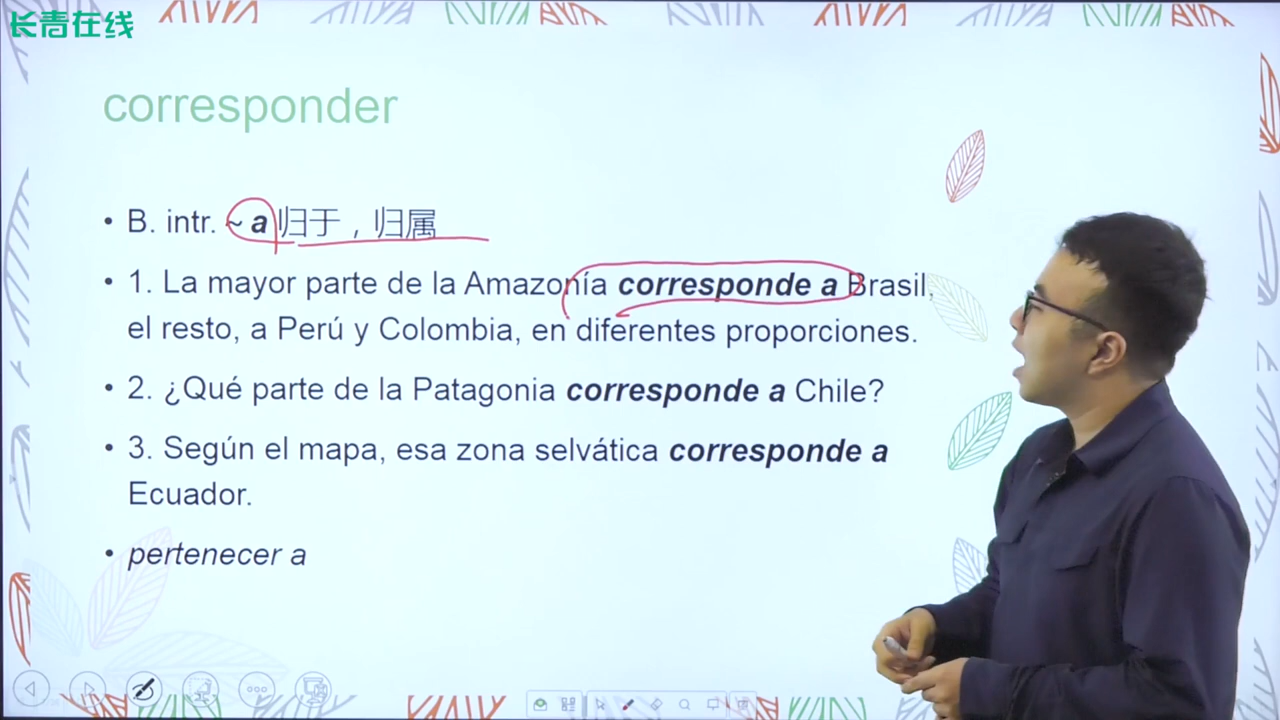 长青在线
corresponder
• B. intr. ~ a 归于，归属
• 1. La mayor parte de la Amazonía corresponde a Brasil,
el resto, a Perú y Colombia, en diferentes proporciones.
• 2. ¿Qué parte de la Patagonia corresponde a Chile?
• 3. Según el mapa, esa zona selvática corresponde a
Ecuador.
• pertenecer a